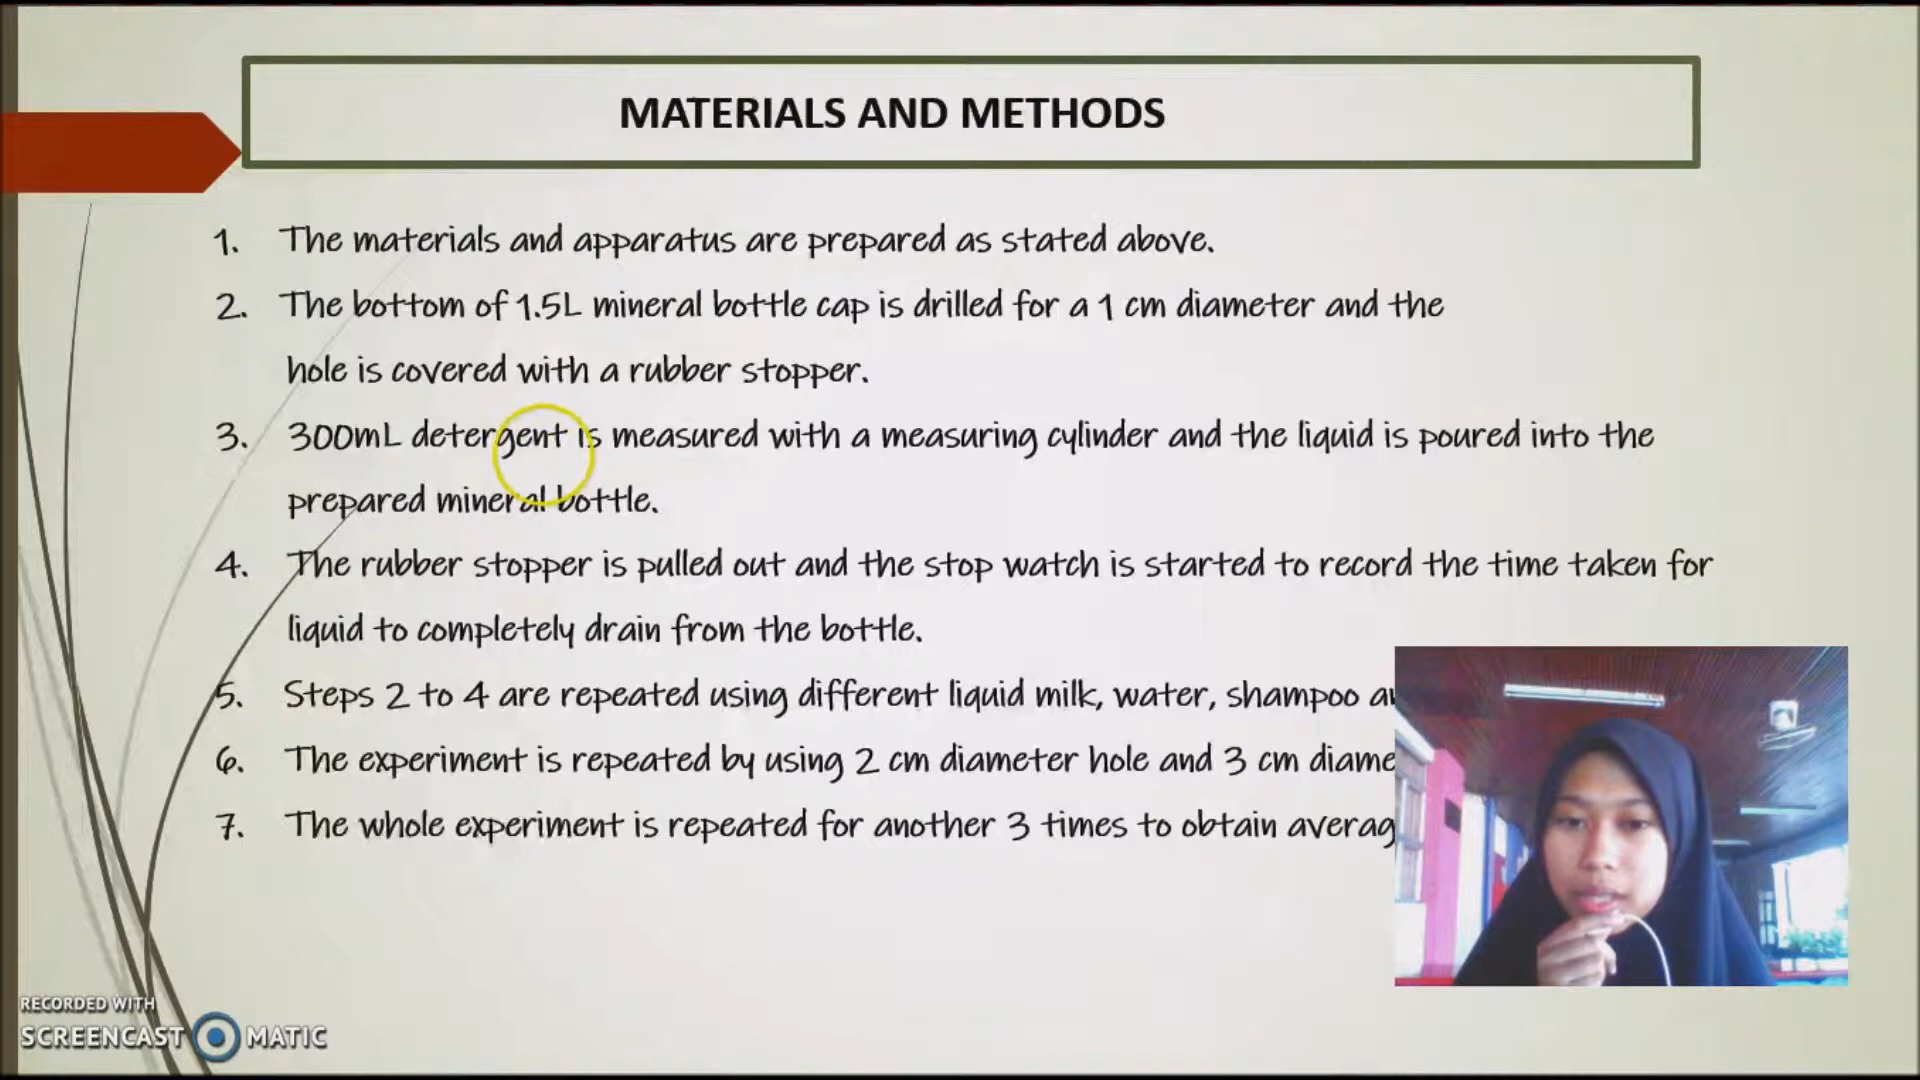 MATERIALS AND METHODS
1. The materials and apparatus are prepared as stated above.
2. The bottom of 1.5L mineral bottle cap is drilled for a 1 cm diameter and the
hole is covered with a rubber stopper.
3. 300mL detergent is measured with a measuring cylinder and the liquid is poured into the
prepared mineral bottle.
4. The rubber stopper is pulled out and the stop watch is started to record the time taken for
liquid to completely drain from the bottle.
5. Steps 2 to 4 are repeated using different liquid milk, water, shampoo
6. The experiment is repeated by using 2 cm diameter hole and 3 cm
7. The whole experiment is repeated for another 3 times to obtain
RECORDED WITH
SCREENCAST MATIC